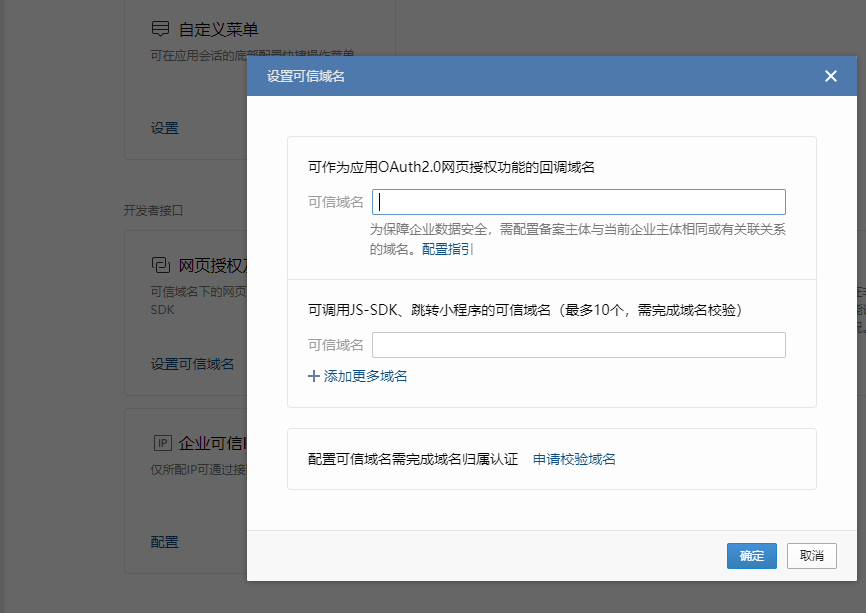 自定义菜单
可在应用会话的底部配置快捷操作菜单
设置
设置可信域名
可作为应用OAuth2.0网页授权功能的回调域名
可信域名
为保障企业数据安全，需配置备案主体与当前企业主体相同或有关联关系
的域名。配置指引
开发者接口
网页授权及
可信域名下的网页
SDK
设置可信域名
可调用JS-SDK、跳转小程序的可信域名（最多10个，需完成域名校验）
可信域名
添加更多域名
IP 企业可信I
仅所配IP可通过接
配置
配置可信域名需完成域名归属认证 申请校验域名
确定 取消